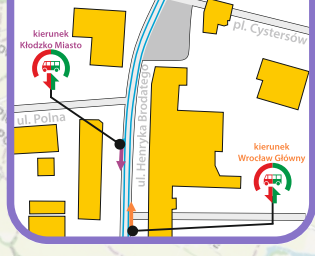 kierunek
Kłodzko Miasto
pl. Cystersów
ul. Polna
ul. Henryka Brodatego
kierunek
Wrocław Główny